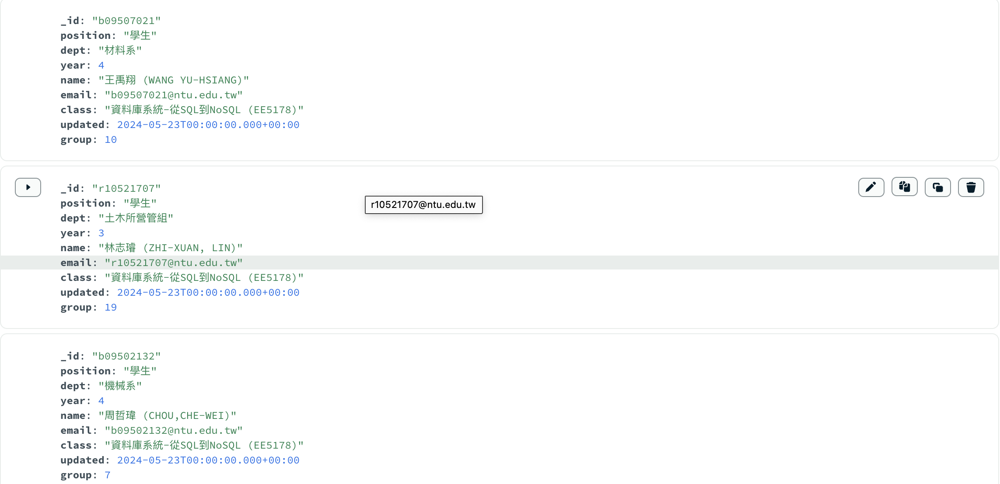 _id: "b09507021"
position: "學生"
dept: "材料系"
year: 4
name: "王禹翔 (WANG YU-HSIANG)"
email: "b09507021@ntu.edu.tw"
class: "資料庫系統-從SQL到NoSQL (EE5178)"
updated: 2024-05-23T00:00:00.000+00:00
group: 10
_id: "r10521707"
position: "學生"
r10521707@ntu.edu.tw
dept: "土木所營管組"
year: 3
name: "林志璿 (ZHI-XUAN, LIN)"
email: "r10521707@ntu.edu.tw"
class: "資料庫系統-從SQL到NoSQL (EE5178)"
updated: 2024-05-23T00:00:00.000+00:00
group: 19
_id: "b09502132"
position: "學生"
dept: "機械系"
year: 4
name: "周哲瑋 (CHOU,CHE-WEI)"
email: "b09502132@ntu.edu.tw"
class: "資料庫系統-從SQL到NoSQL (EE5178)"
updated: 2024-05-23T00:00:00.000+00:00
group: 7